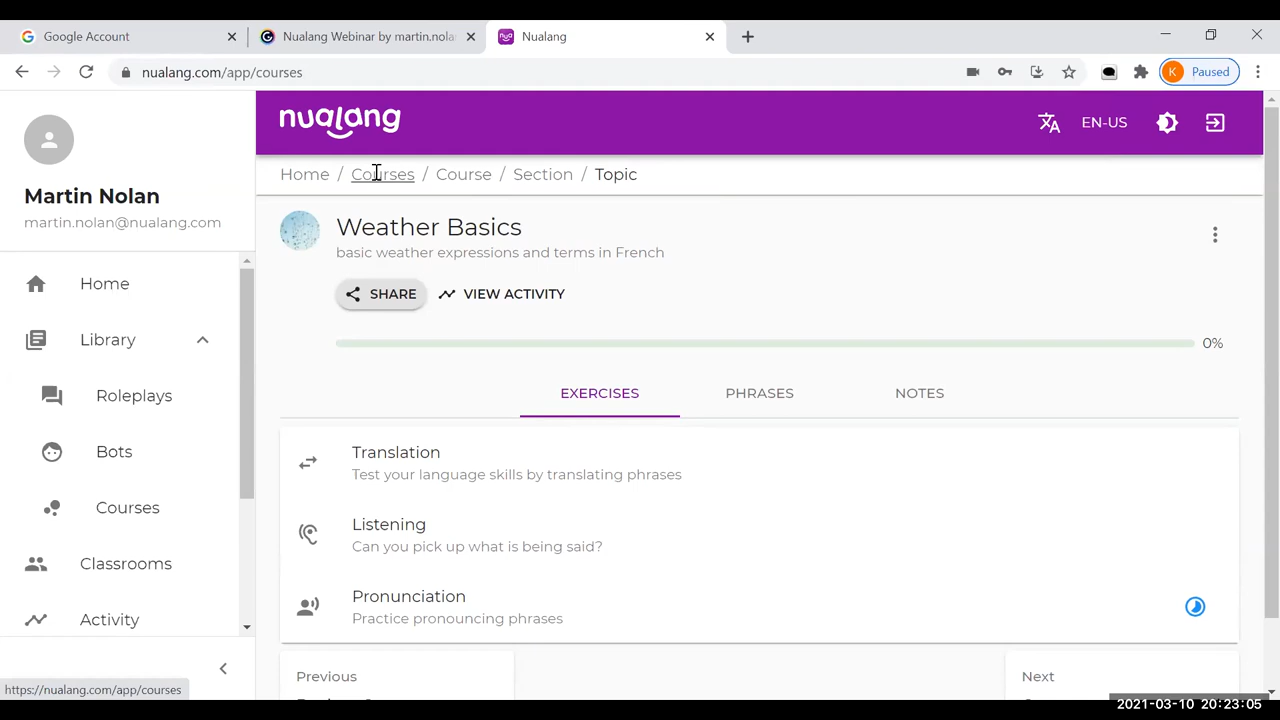 Google Account
Nualang Webinar by martin.nola
Nualang
nualang.com/app/courses
K Paused
nualang
EN-US
Martin Nolan
martin.nolan@nualang.com
Home / Courses / Course / Section / Topic
Weather Basics
basic weather expressions and terms in French
SHARE
VIEW ACTIVITY
0%
Home
Library
Roleplays
Bots
Courses
Classrooms
Activity
EXERCISES
PHRASES
NOTES
Translation
Test your language skills by translating phrases
Listening
Can you pick up what is being said?
Pronunciation
Practice pronouncing phrases
Previous
Next
https://nualang.com/app/courses
2021-03-10 20:23:05